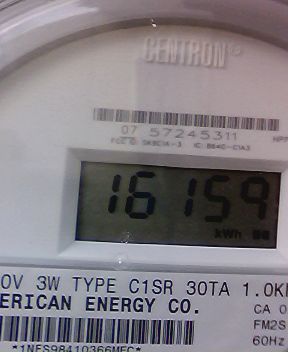 CENTRON®
07 57245311
16159
kWh
0V 3W TYPE C1SR 30TA 1.0K
ERICAN ENERGY CO.
CA 0
FM2S
60Hz